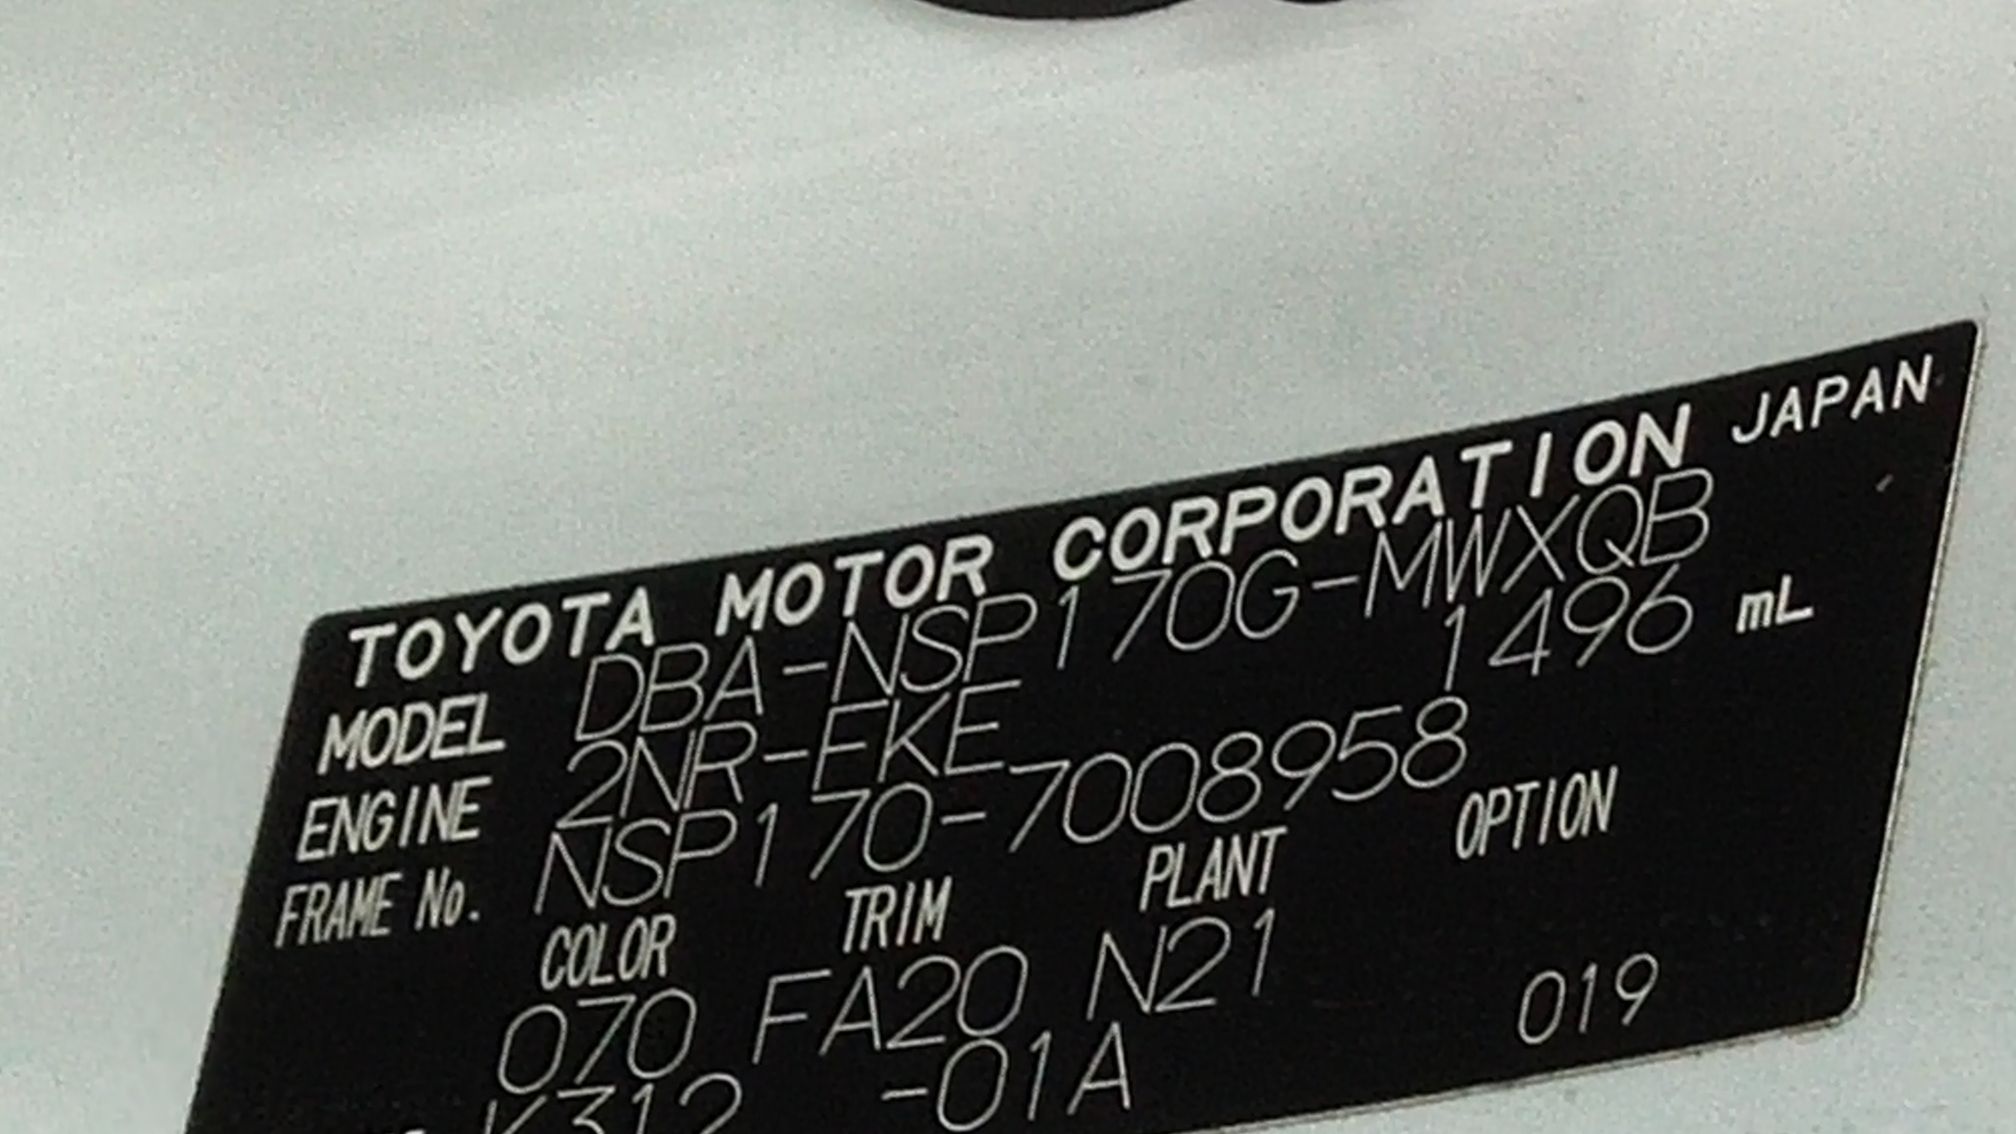 TOYOTA MOTOR CORPORATION JAPAN
MODEL DBA-NSP170G-MWXQB
ENGINE 2NR-FKE 1496 mL
FRAME No. NSP170-7008958
COLOR TRIM PLANT OPTION
070 FA20 N21
K312 -01A 019